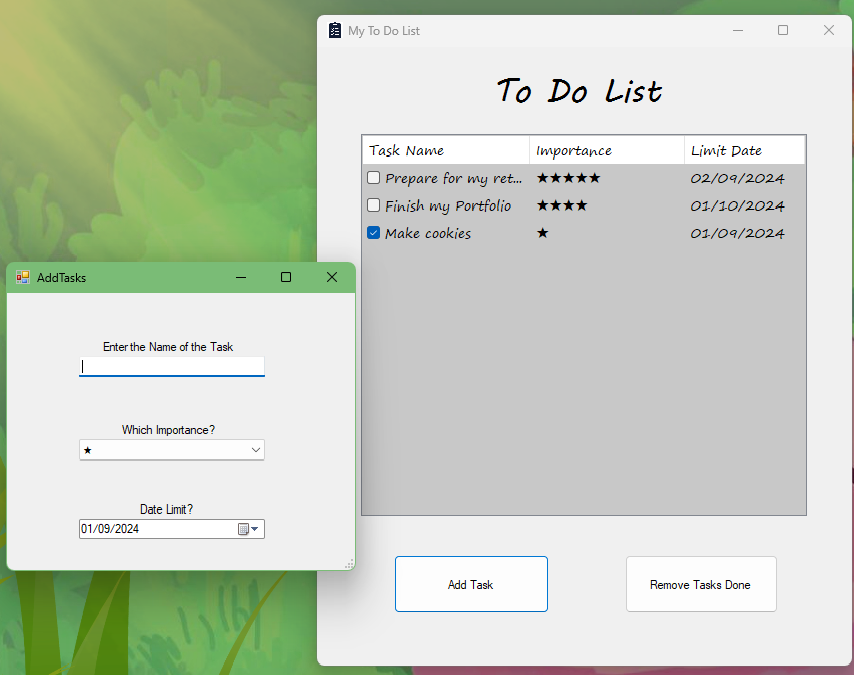 My To Do List
To Do List
Task Name Importance Limit Date
Prepare for my ret... ★★★★★ 02/09/2024
Finish my Portfolio ★★★★ 01/10/2024
Make cookies ★ 01/09/2024
Add Task Remove Tasks Done
AddTasks
Enter the Name of the Task
Which Importance?
★
Date Limit?
01/09/2024